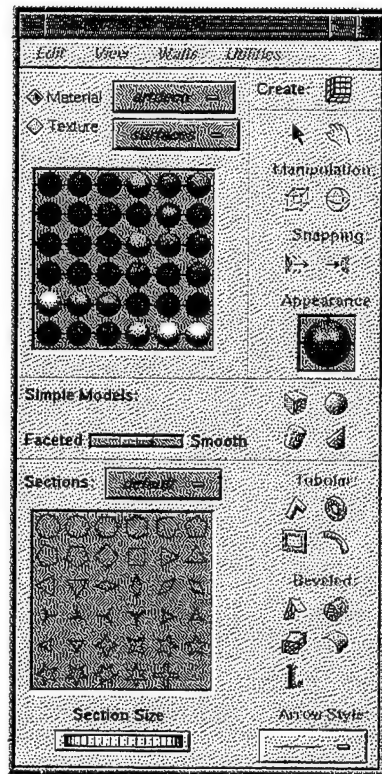 Edit View Walls Utilities
Material
Texture
Create:
Manipulation:
Snapping:
Appearance
Simple Models:
Faceted Smooth
Sections: default
Tubular:
Beveled:
L
Section Size
Arrow Style